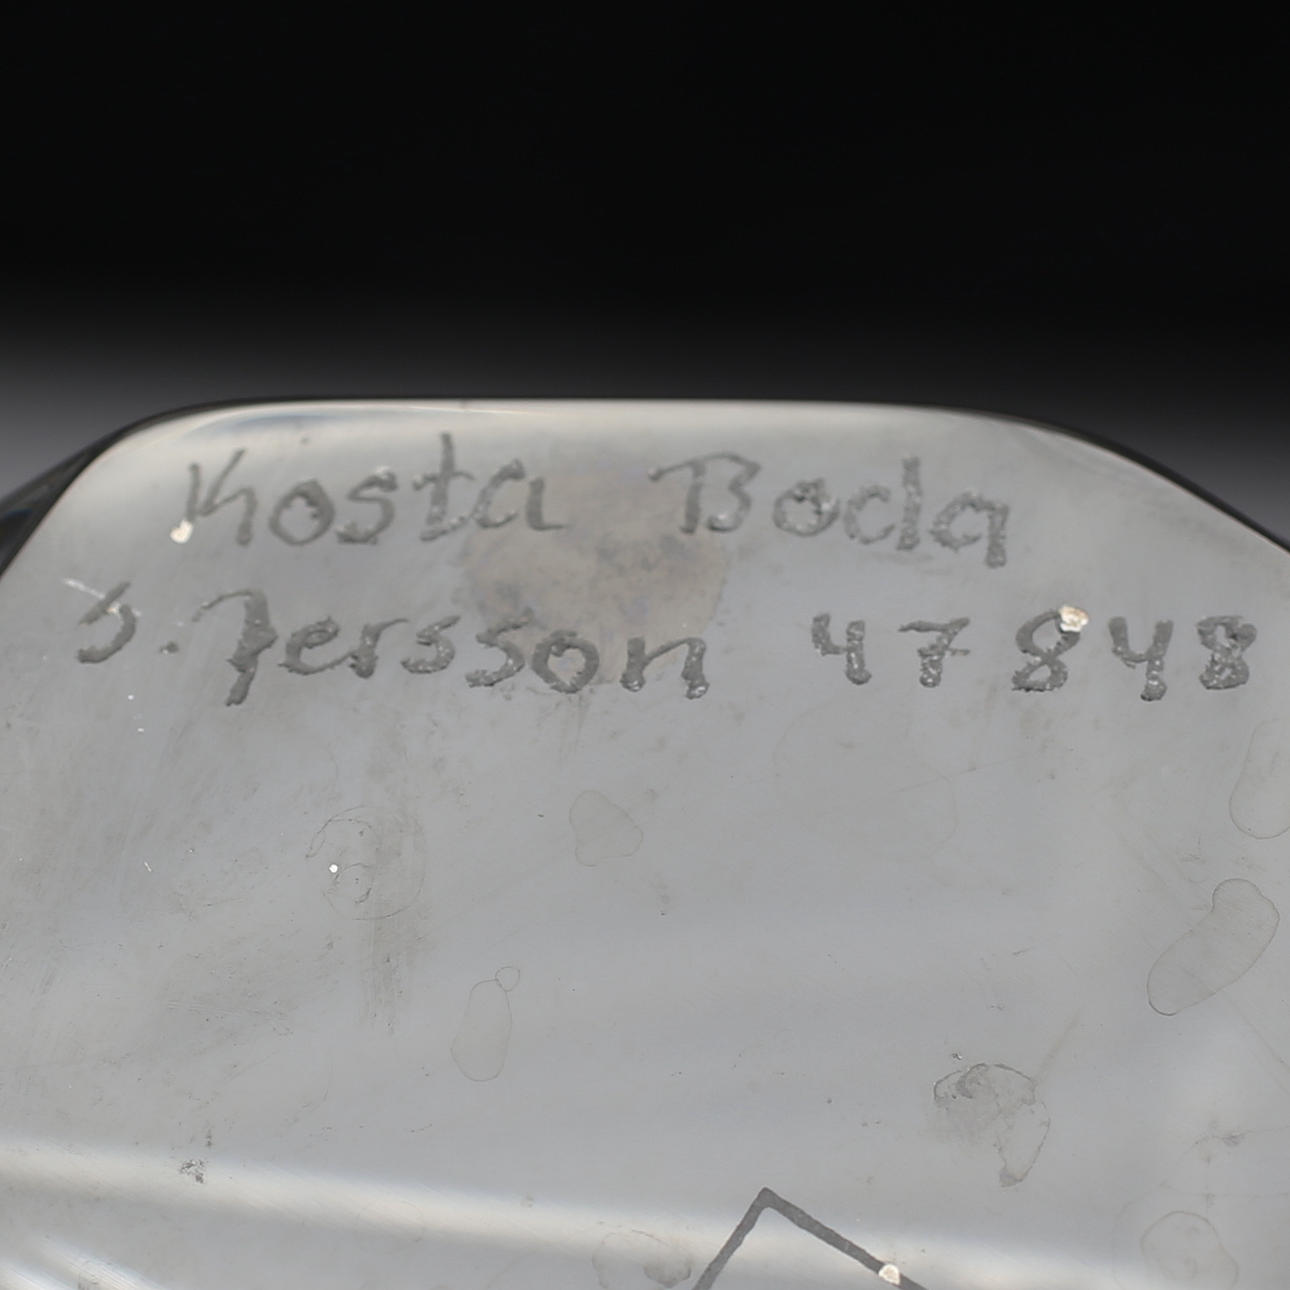 Kosta Boda
S. Persson 47848